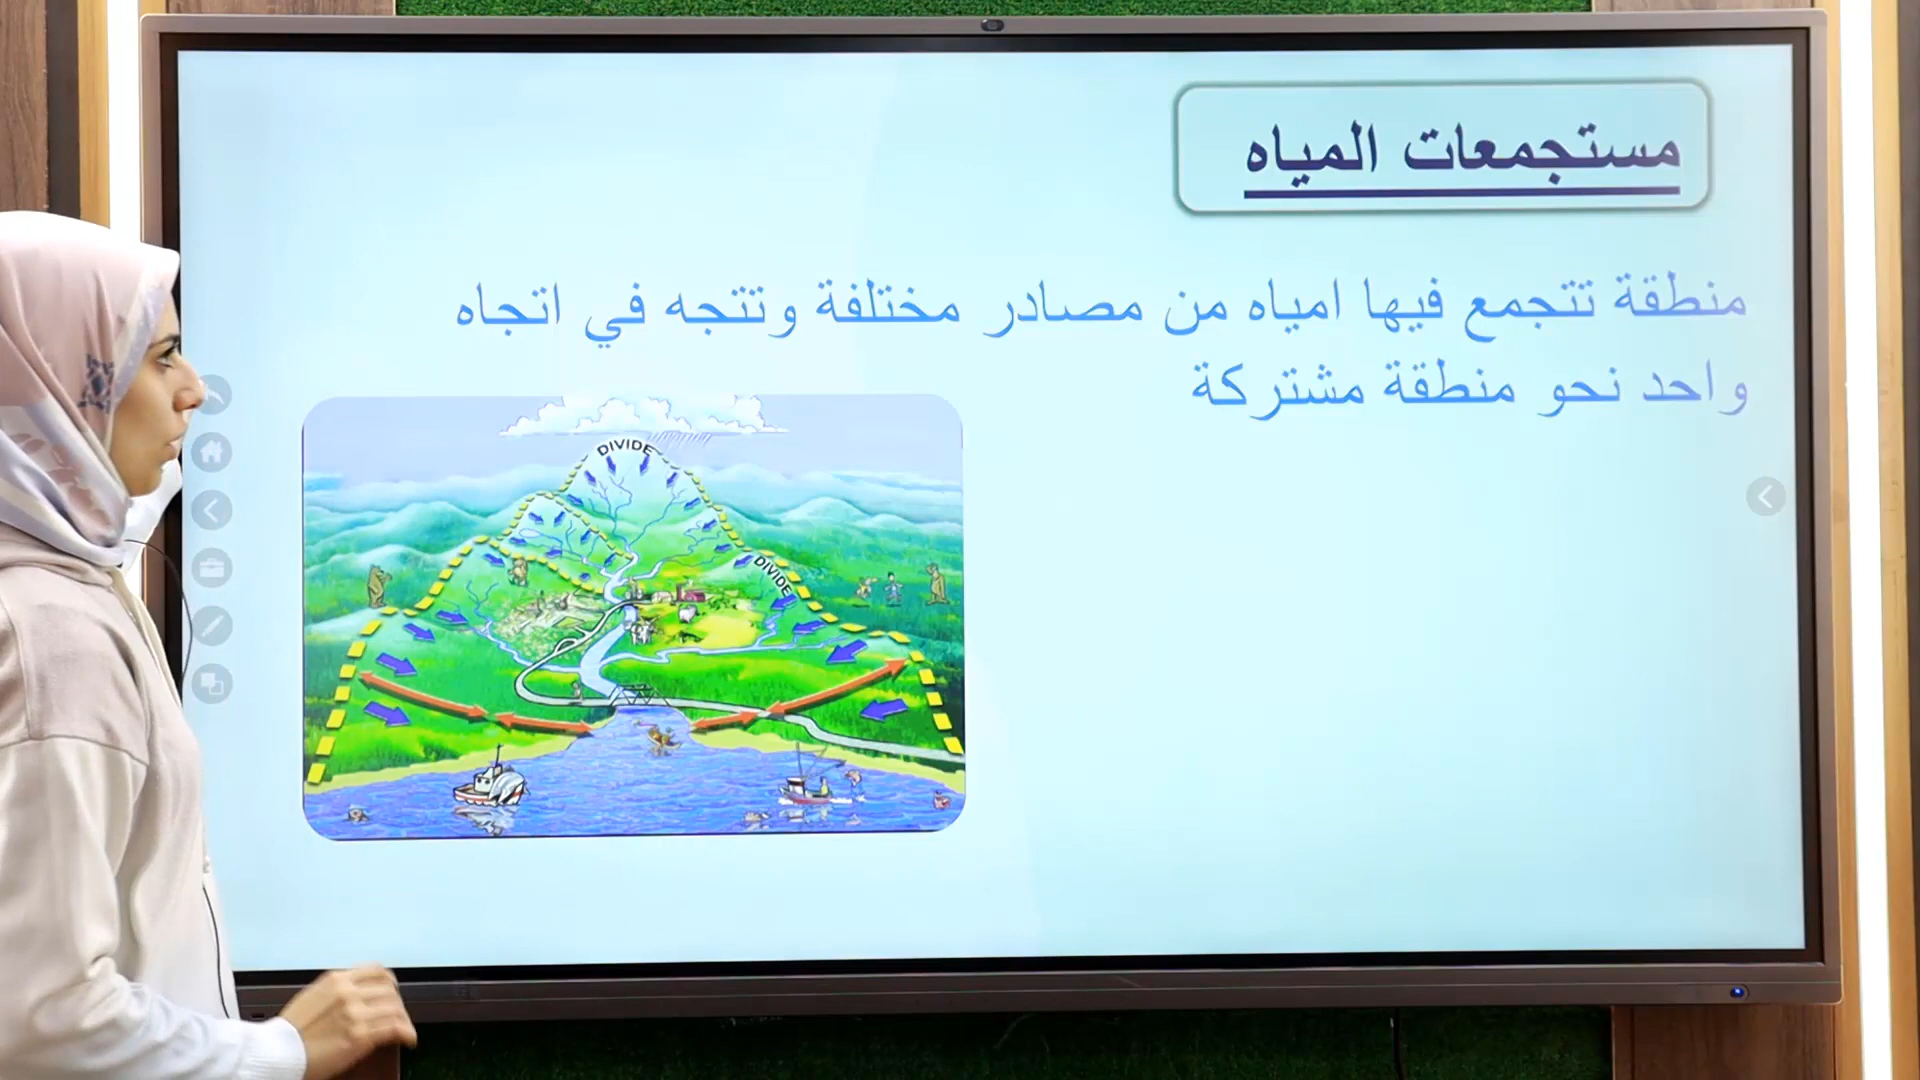 مستجمعات المياه
منطقة تتجمع فيها امياه من مصادر مختلفة وتتجه في اتجاه
واحد نحو منطقة مشتركة
DIVIDE
DIVIDE